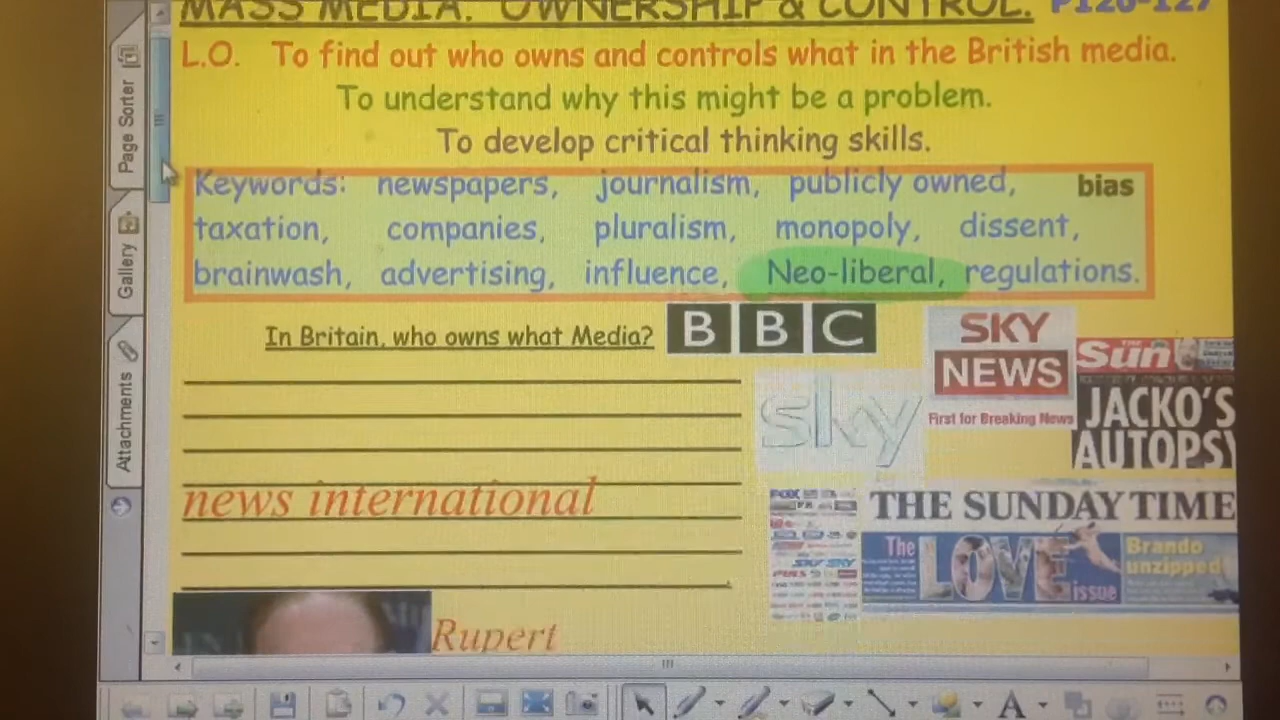 MASS MEDIA: OWNERSHIP & CONTROL. P126-127
L.O. To find out who owns and controls what in the British media.
To understand why this might be a problem.
To develop critical thinking skills.
Keywords: newspapers, journalism, publicly owned, bias
taxation, companies, pluralism, monopoly, dissent,
brainwash, advertising, influence, Neo-liberal, regulations.
In Britain, who owns what Media? BBC
SKY
NEWS
First for Breaking News
sky
THE Sun
JACKO'S
AUTOPSY
news international
THE SUNDAY TIME
The LOVE issue
Brando
unzipped
FOX
Rupert
Page Sorter
Gallery
Attachments
A